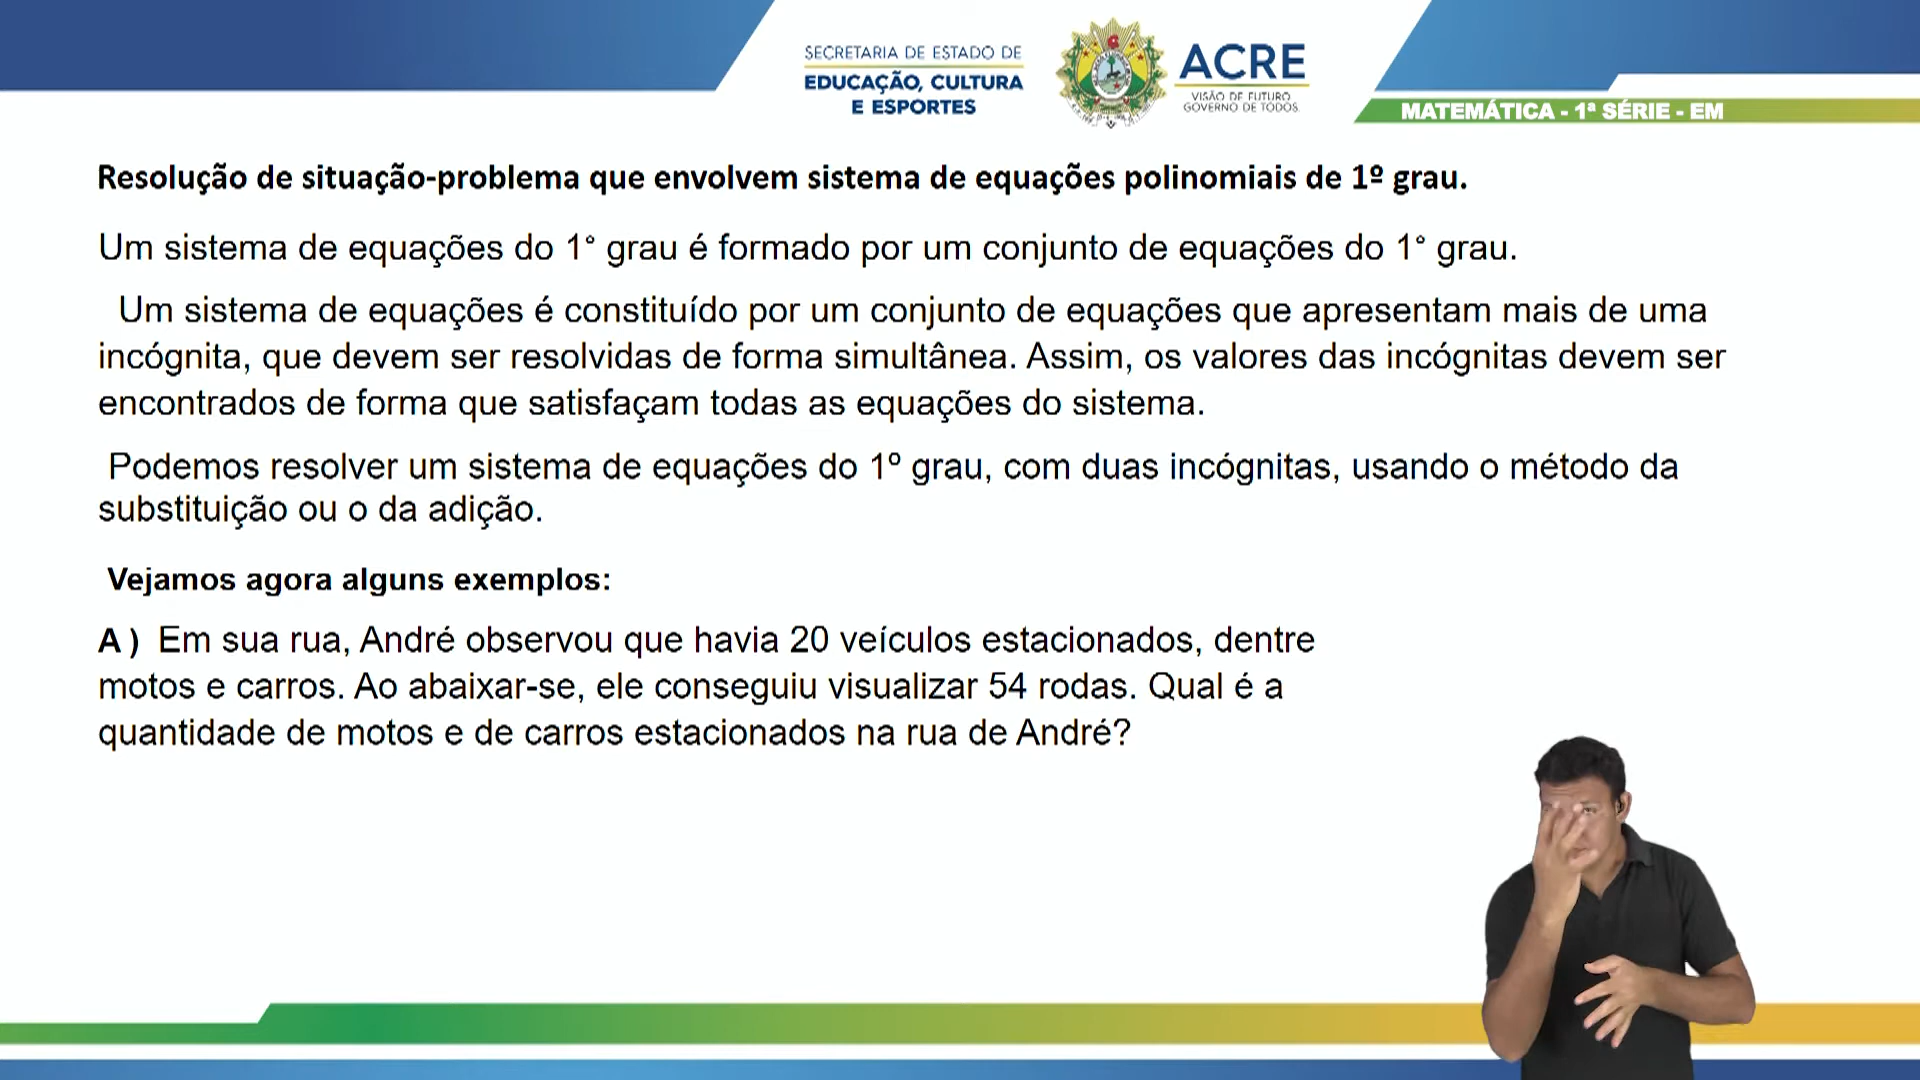 SECRETARIA DE ESTADO DE
EDUCAÇÃO, CULTURA
E ESPORTES
ACRE
VISÃO DE FUTURO
GOVERNO DE TODOS
MATEMÁTICA - 1ª SÉRIE - EM
Resolução de situação-problema que envolvem sistema de equações polinomiais de 1º grau.
Um sistema de equações do 1° grau é formado por um conjunto de equações do 1° grau.
Um sistema de equações é constituído por um conjunto de equações que apresentam mais de uma
incógnita, que devem ser resolvidas de forma simultânea. Assim, os valores das incógnitas devem ser
encontrados de forma que satisfaçam todas as equações do sistema.
Podemos resolver um sistema de equações do 1º grau, com duas incógnitas, usando o método da
substituição ou o da adição.
Vejamos agora alguns exemplos:
A ) Em sua rua, André observou que havia 20 veículos estacionados, dentre
motos e carros. Ao abaixar-se, ele conseguiu visualizar 54 rodas. Qual é a
quantidade de motos e de carros estacionados na rua de André?